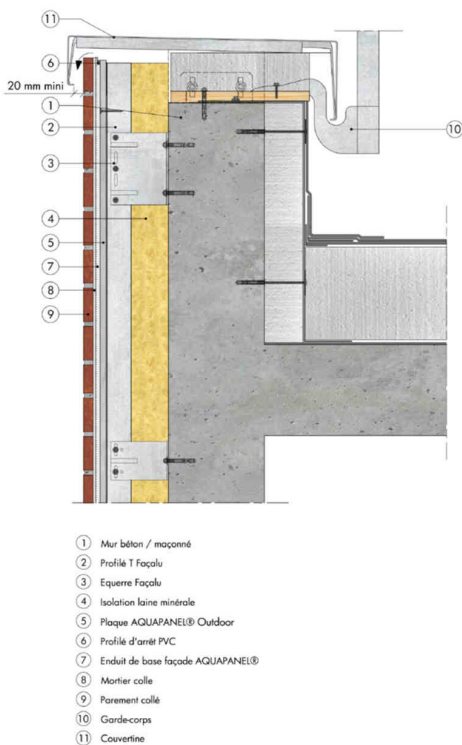 11
6
20 mm mini
1
2
10
3
4
5
7
8
9
1 Mur béton / maçonné
2 Profilé T Façalu
3 Equerre Façalu
4 Isolation laine minérale
5 Plaque AQUAPANEL® Outdoor
6 Profilé d'arrêt PVC
7 Enduit de base façade AQUAPANEL®
8 Mortier colle
9 Parement collé
10 Garde-corps
11 Couvertine